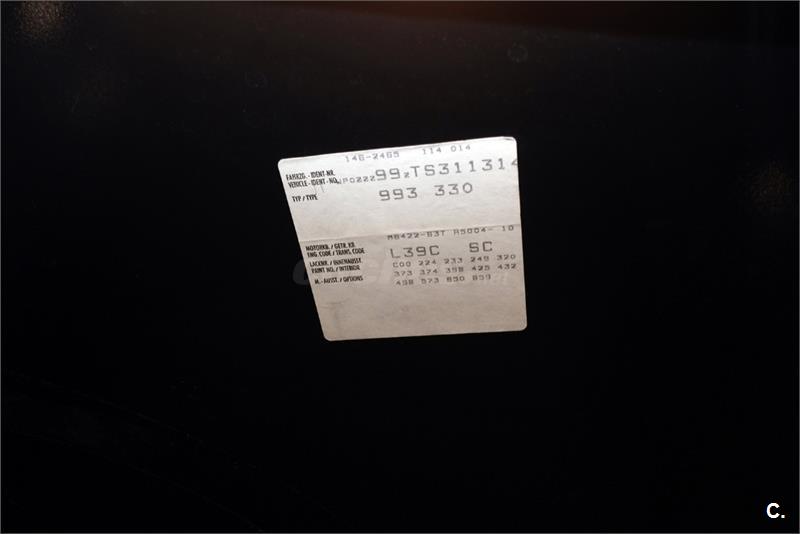 146-2465 114 014
FAHRZG.-IDENT-NR.
VEHICLE-IDENT-NO. WP0ZZZ99ZTS311314
TYP / TYPE 993 330
MOTORKB. / GETR. KB M6422-63T A5004- 10
ENG. CODE / TRANS. CODE L39C SC
LACKNR. / INNENAUSST. C00 224 233 249 320
PAINT NO. / INTERIOR 373 374 398 425 432
M.-AUSST. / OPTIONS 498 573 650 659
C.